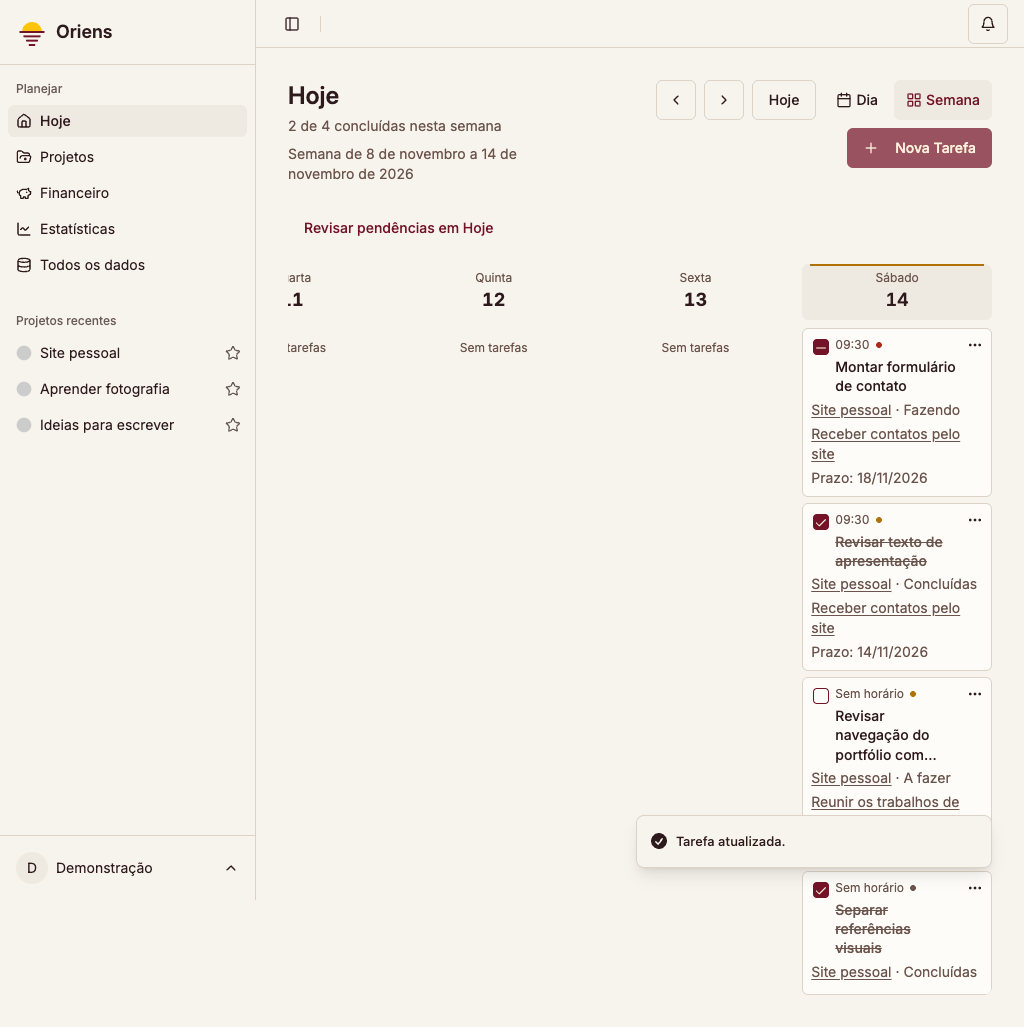 Oriens
Planejar
Hoje
Projetos
Financeiro
Estatísticas
Todos os dados
Projetos recentes
Site pessoal
Aprender fotografia
Ideias para escrever
D Demonstração
Hoje
2 de 4 concluídas nesta semana
Semana de 8 de novembro a 14 de
novembro de 2026
Hoje
Dia
Semana
Nova Tarefa
Revisar pendências em Hoje
arta
11
tarefas
Quinta
12
Sem tarefas
Sexta
13
Sem tarefas
Sábado
14
09:30
Montar formulário
de contato
Site pessoal · Fazendo
Receber contatos pelo
site
Prazo: 18/11/2026
09:30
Revisar texto de
apresentação
Site pessoal · Concluídas
Receber contatos pelo
site
Prazo: 14/11/2026
Sem horário
Revisar
navegação do
portfólio com…
Site pessoal · A fazer
Reunir os trabalhos de
Tarefa atualizada.
Sem horário
Separar
referências
visuais
Site pessoal · Concluídas